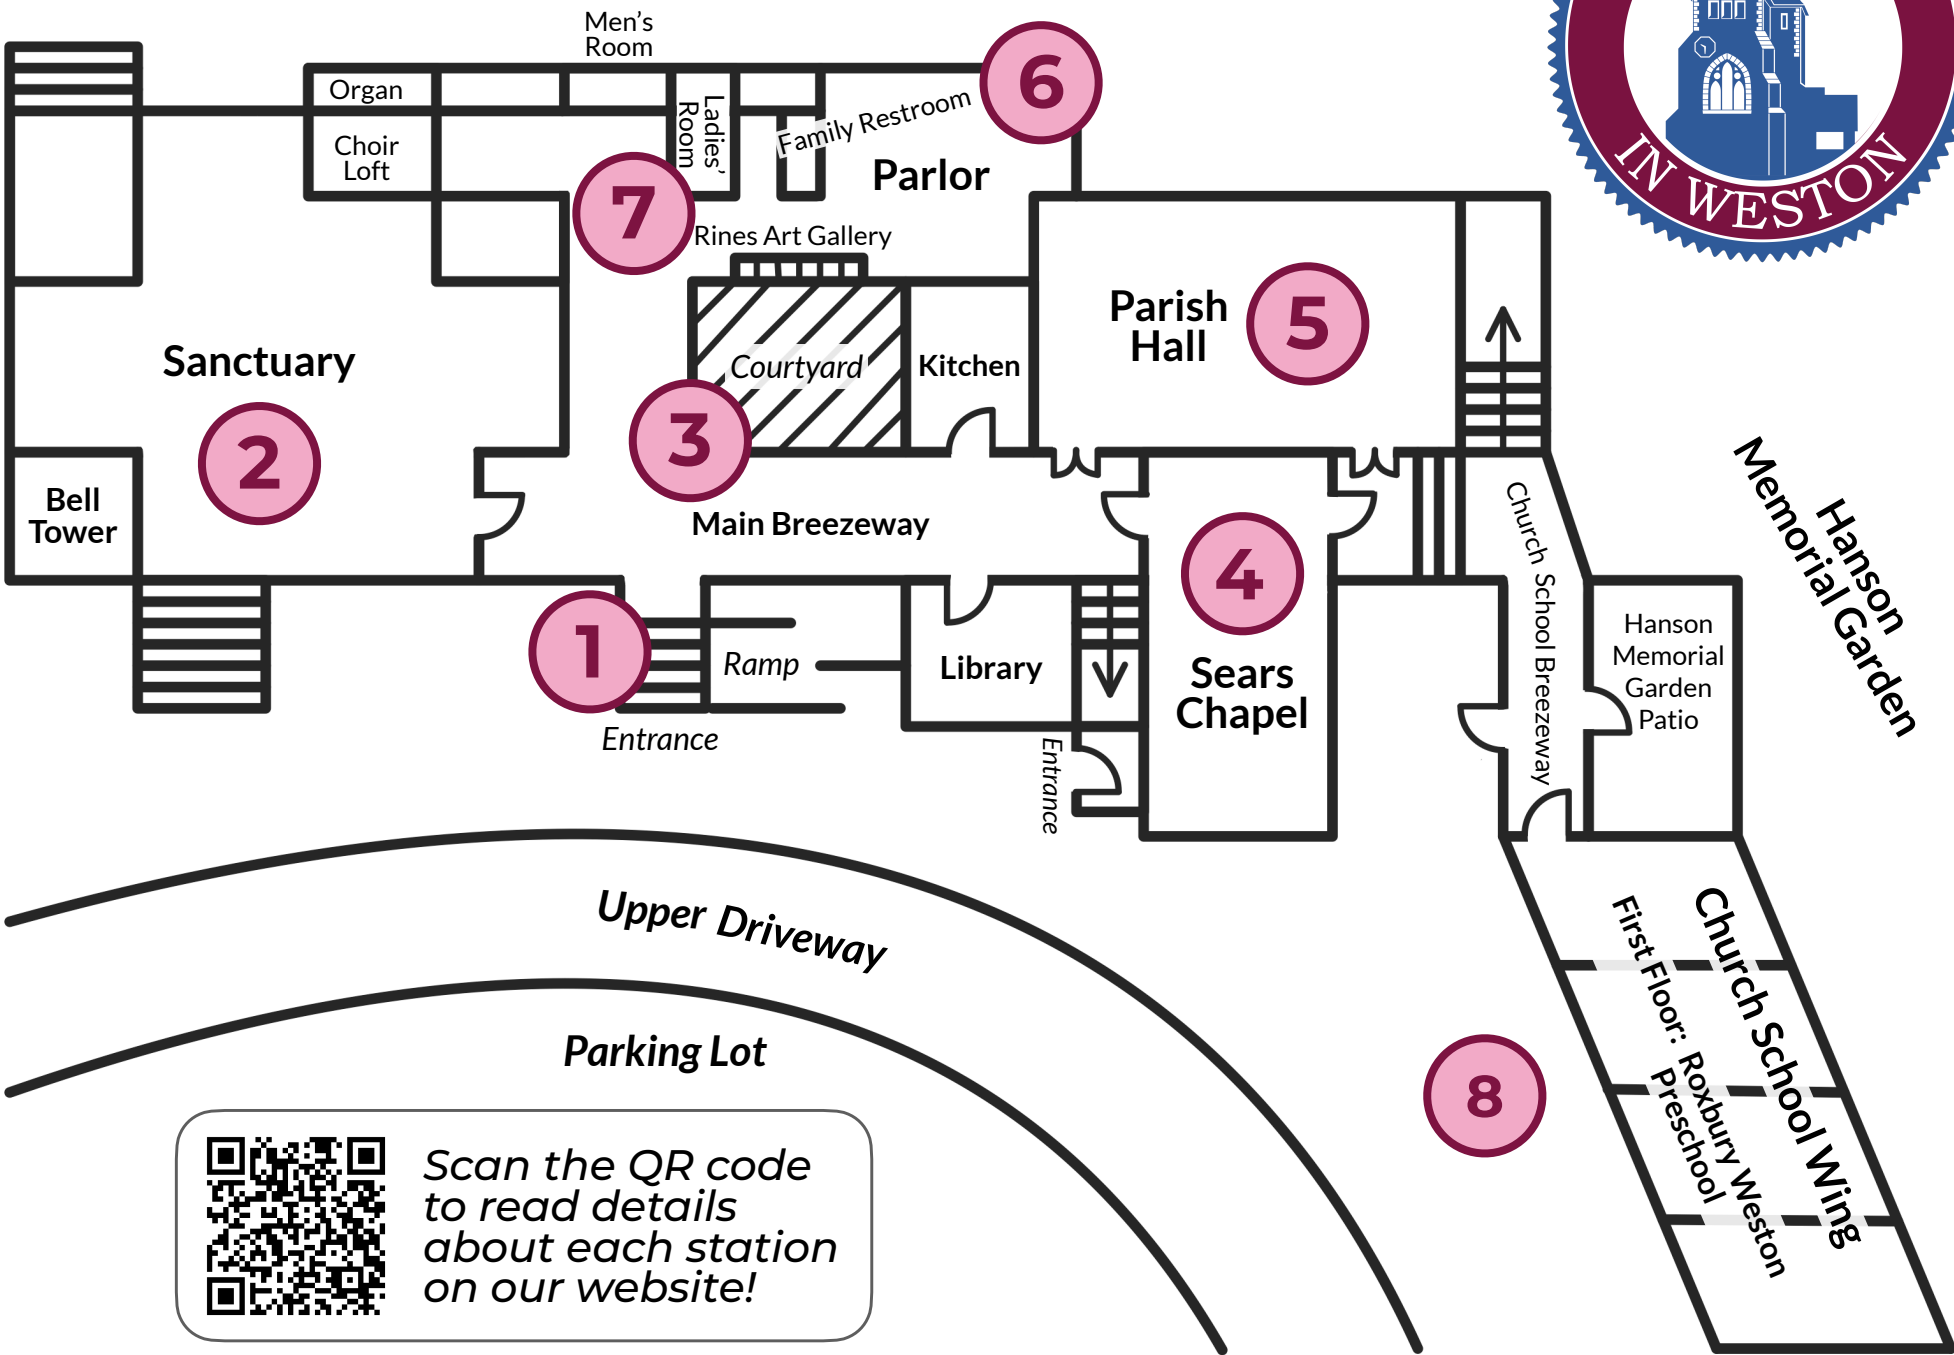 Men's
Room
6
IN WESTON
Organ
Ladies'
Room
Family Restroom
Choir
Loft
Parlor
7
Rines Art Gallery
Parish
Hall
5
Sanctuary
Courtyard
Kitchen
3
2
Bell
Tower
Main Breezeway
Church School Breezeway
Hanson
Memorial Garden
4
1
Ramp
Library
Sears
Chapel
Hanson
Memorial
Garden
Patio
Entrance
Entrance
Upper Driveway
Church School Wing
First Floor: Roxbury Weston
Preschool
Parking Lot
8
Scan the QR code
to read details
about each station
on our website!